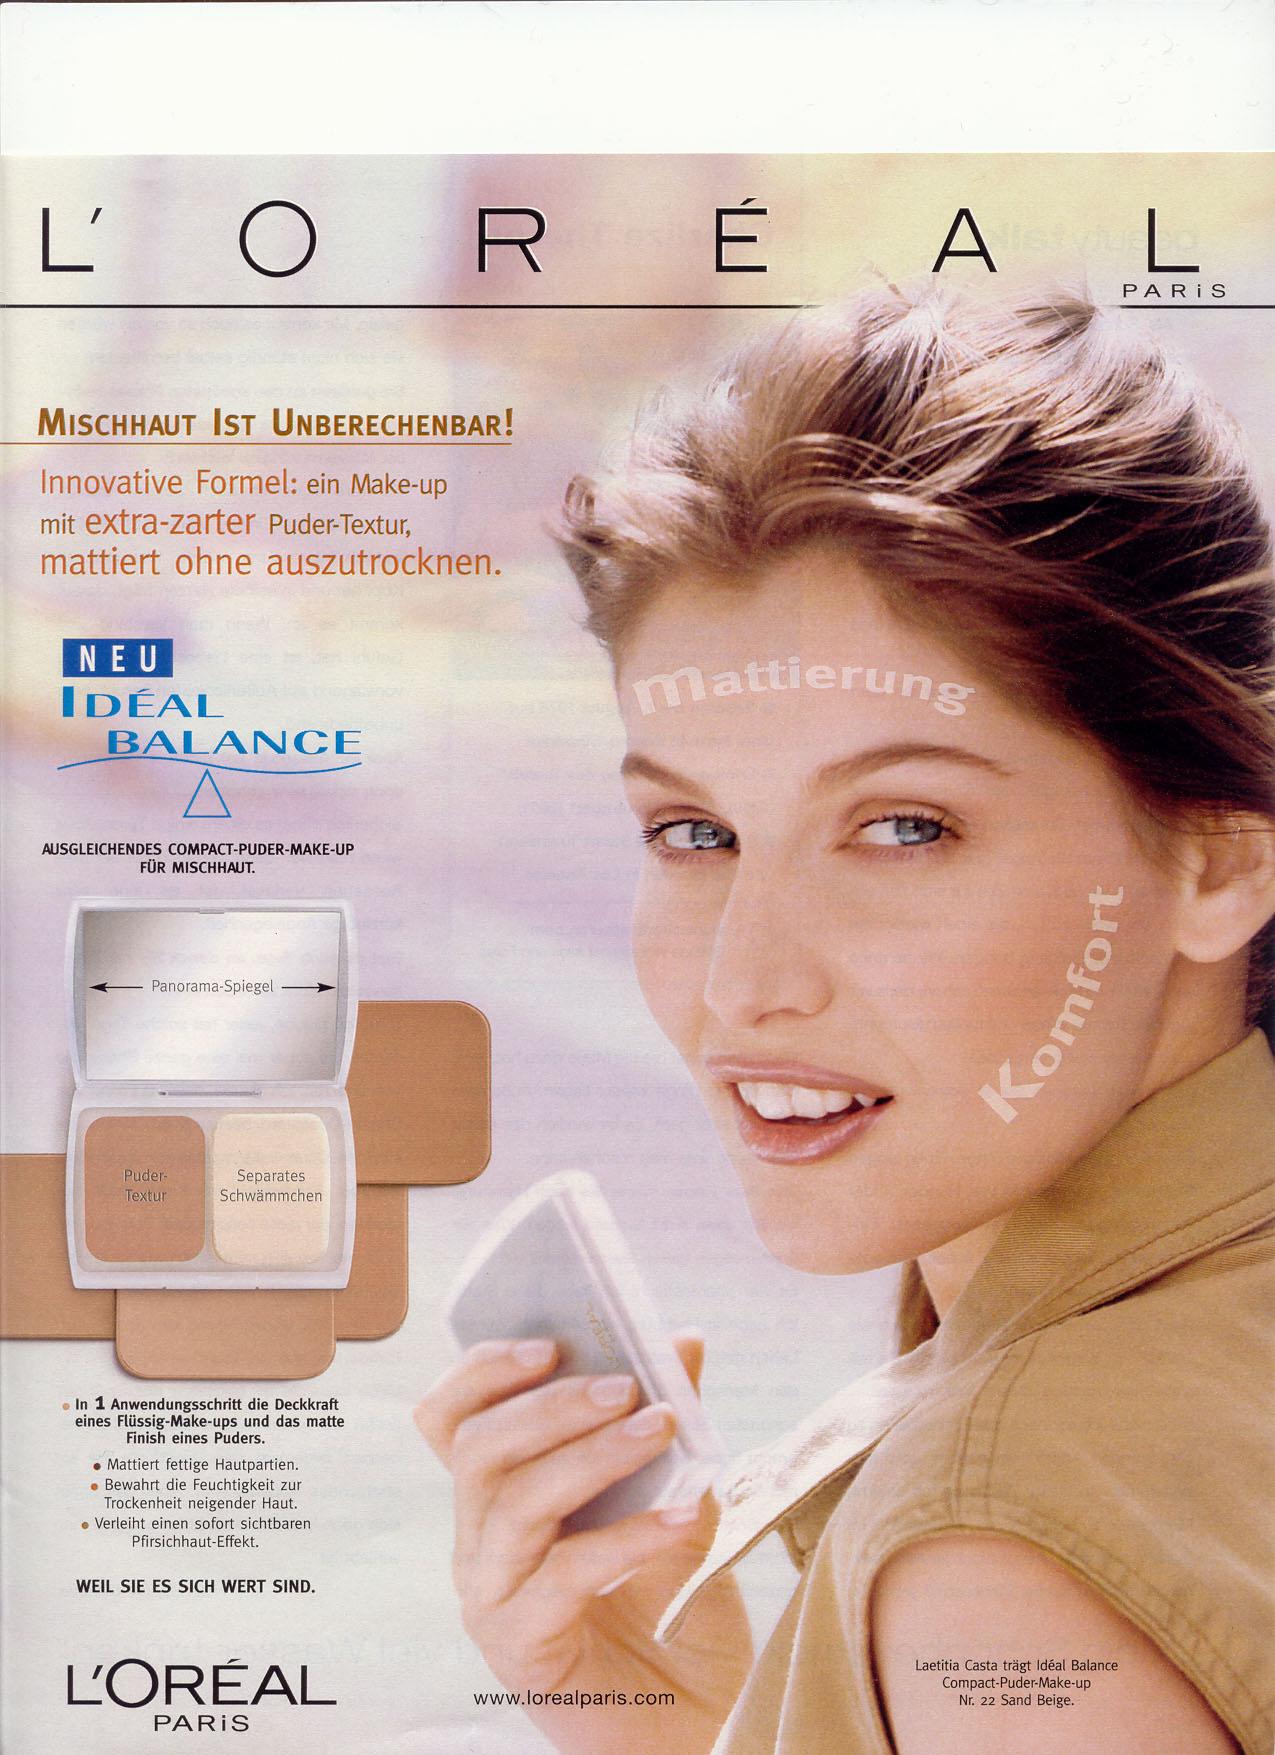 L'ORÉAL
PARiS
MISCHHAUT IST UNBERECHENBAR!
Innovative Formel: ein Make-up
mit extra-zarter Puder-Textur,
mattiert ohne auszutrocknen.
NEU
IDÉAL
BALANCE
AUSGLEICHENDES COMPACT-PUDER-MAKE-UP
FÜR MISCHHAUT.
Mattierung
Komfort
Panorama-Spiegel
Puder-
Textur
Separates
Schwämmchen
• In 1 Anwendungsschritt die Deckkraft
eines Flüssig-Make-ups und das matte
Finish eines Puders.
• Mattiert fettige Hautpartien.
• Bewahrt die Feuchtigkeit zur
Trockenheit neigender Haut.
• Verleiht einen sofort sichtbaren
Pfirsichhaut-Effekt.
WEIL SIE ES SICH WERT SIND.
L'ORÉAL
PARiS
www.lorealparis.com
Laetitia Casta trägt Idéal Balance
Compact-Puder-Make-up
Nr. 22 Sand Beige.